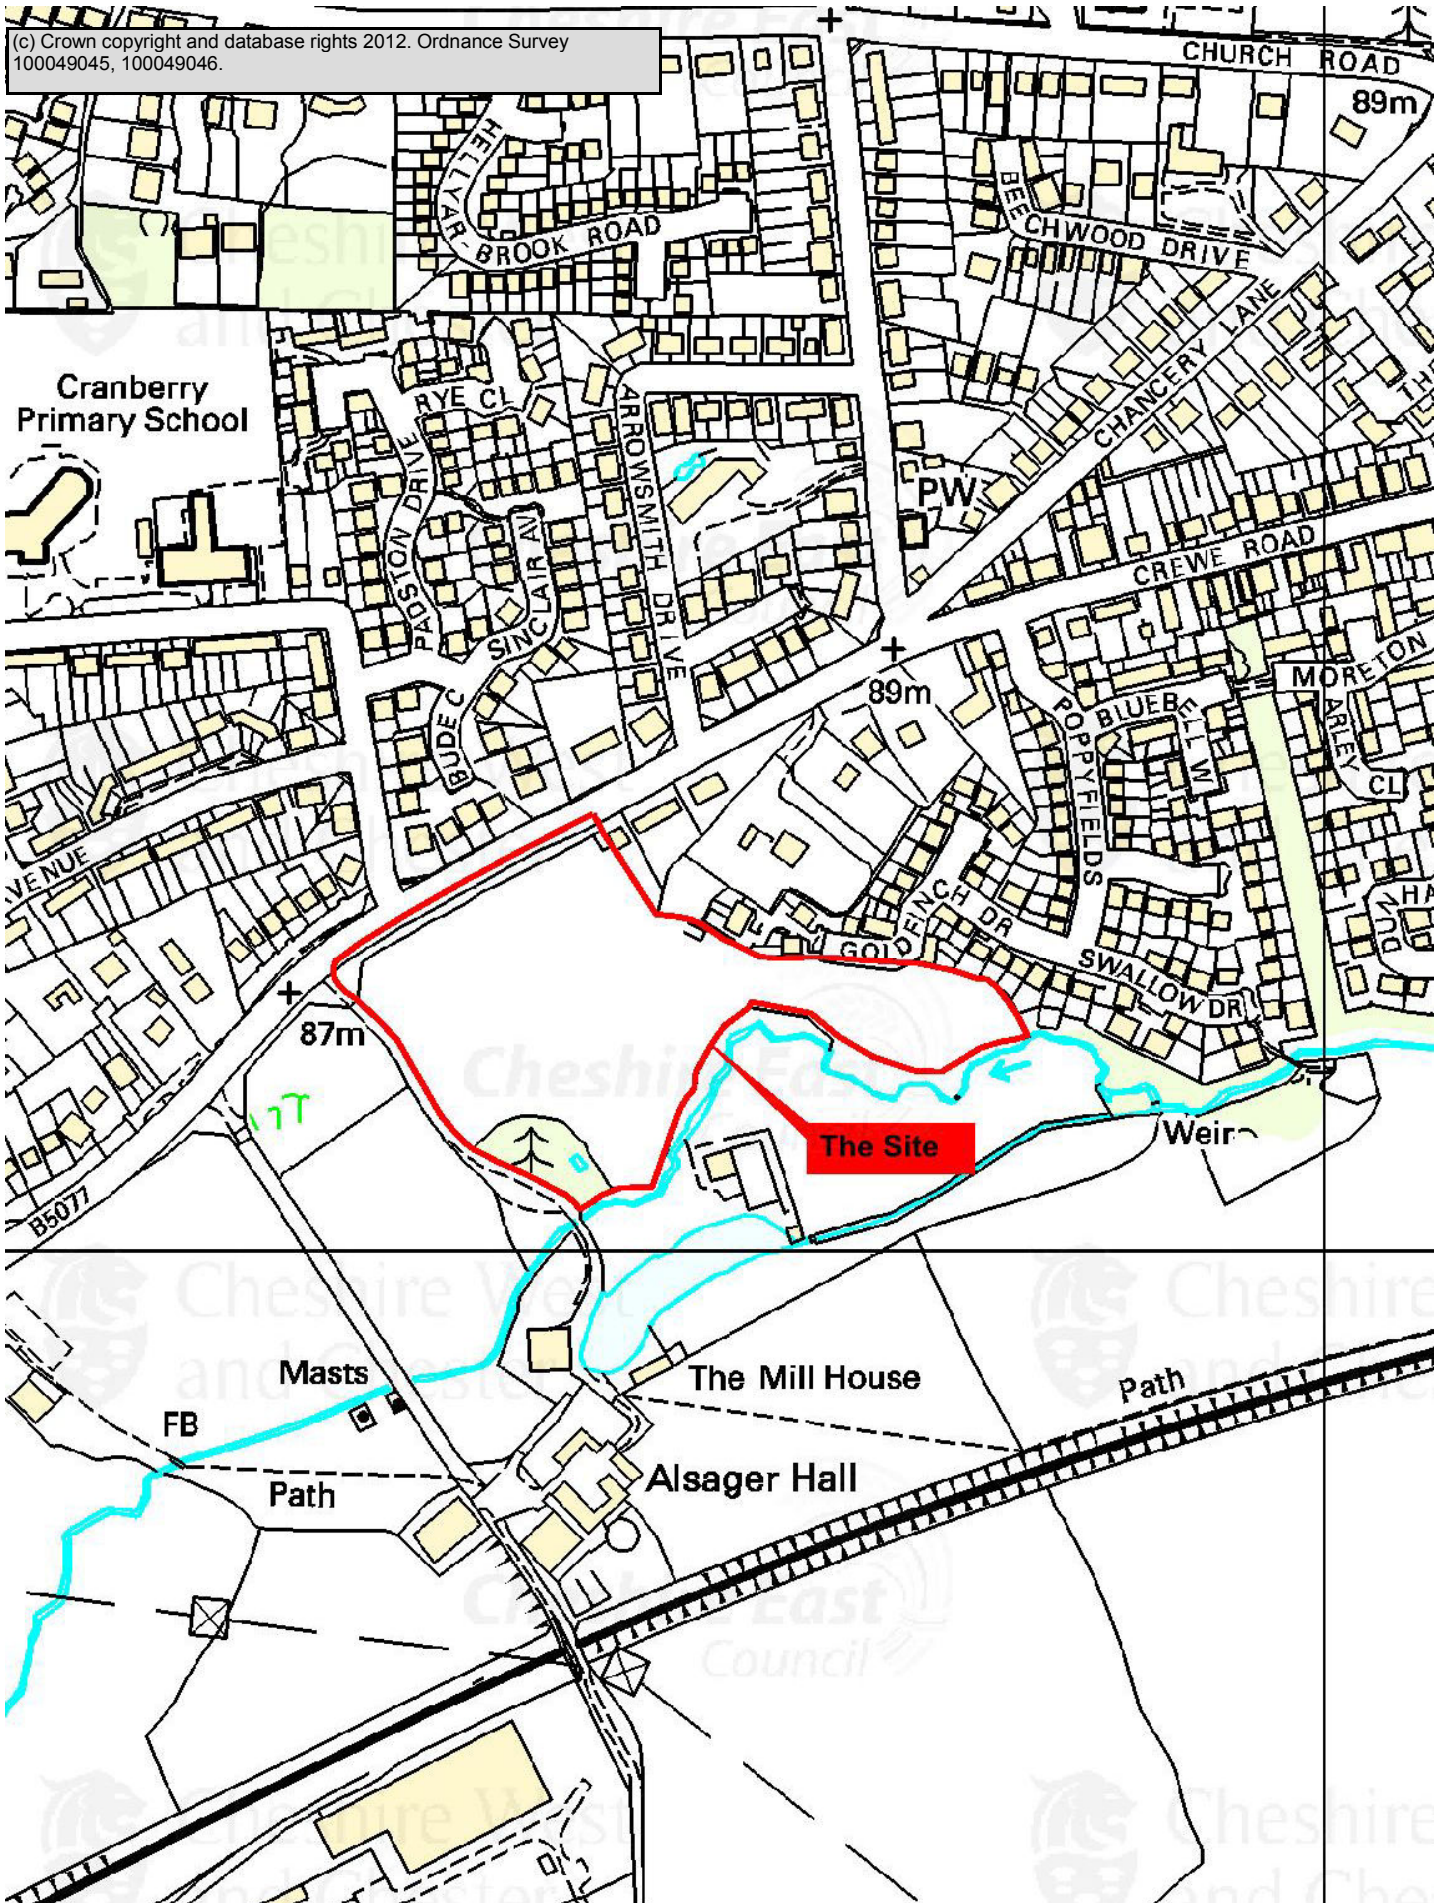 (c) Crown copyright and database rights 2012. Ordnance Survey
100049045, 100049046.
CHURCH ROAD
89m
HELLYAR-BROOK ROAD
BEECHWOOD DRIVE
CHANCERY LANE
Cranberry
Primary School
RYE CL
ARROWSMITH DRIVE
PADSTON DRIVE
SINCLAIR AV
PW
CREWE ROAD
MORETON
89m
BUDE C
POPPYFIELDS
BLUEBELL W
ARLEY CL
VENUE
GOLDFINCH DR
SWALLOW DR
DUN
HA
87m
The Site
Weir
B5077
Masts
The Mill House
Path
FB
Path
Alsager Hall
Cheshire East
Council
Cheshire West
and Chester